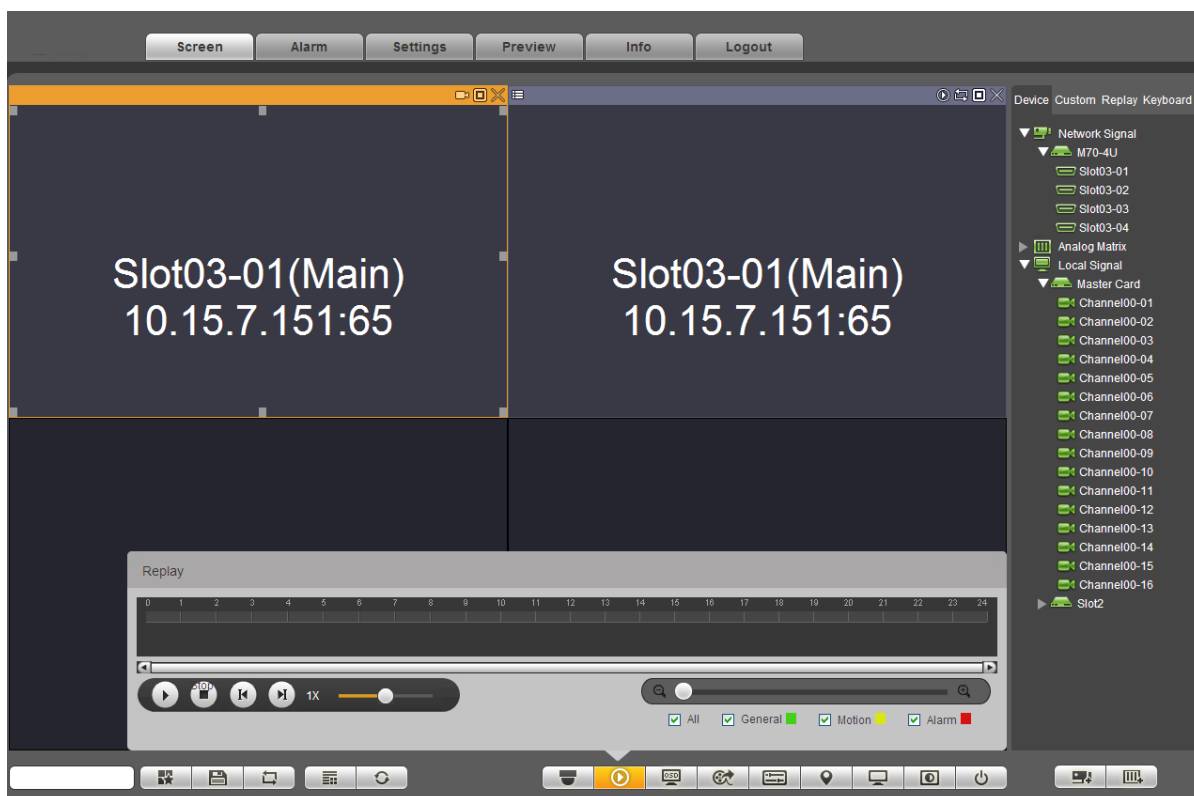 Screen Alarm Settings Preview Info Logout
Device Custom Replay Keyboard
Network Signal
M70-4U
Slot03-01
Slot03-02
Slot03-03
Slot03-04
Analog Matrix
Local Signal
Master Card
Channel00-01
Channel00-02
Channel00-03
Channel00-04
Channel00-05
Channel00-06
Channel00-07
Channel00-08
Channel00-09
Channel00-10
Channel00-11
Channel00-12
Channel00-13
Channel00-14
Channel00-15
Channel00-16
Slot2
Slot03-01(Main)
10.15.7.151:65
Slot03-01(Main)
10.15.7.151:65
Replay
0 1 2 3 4 5 6 7 8 9 10 11 12 13 14 15 16 17 18 19 20 21 22 23 24
Stop
1X
All General Motion Alarm
OSD